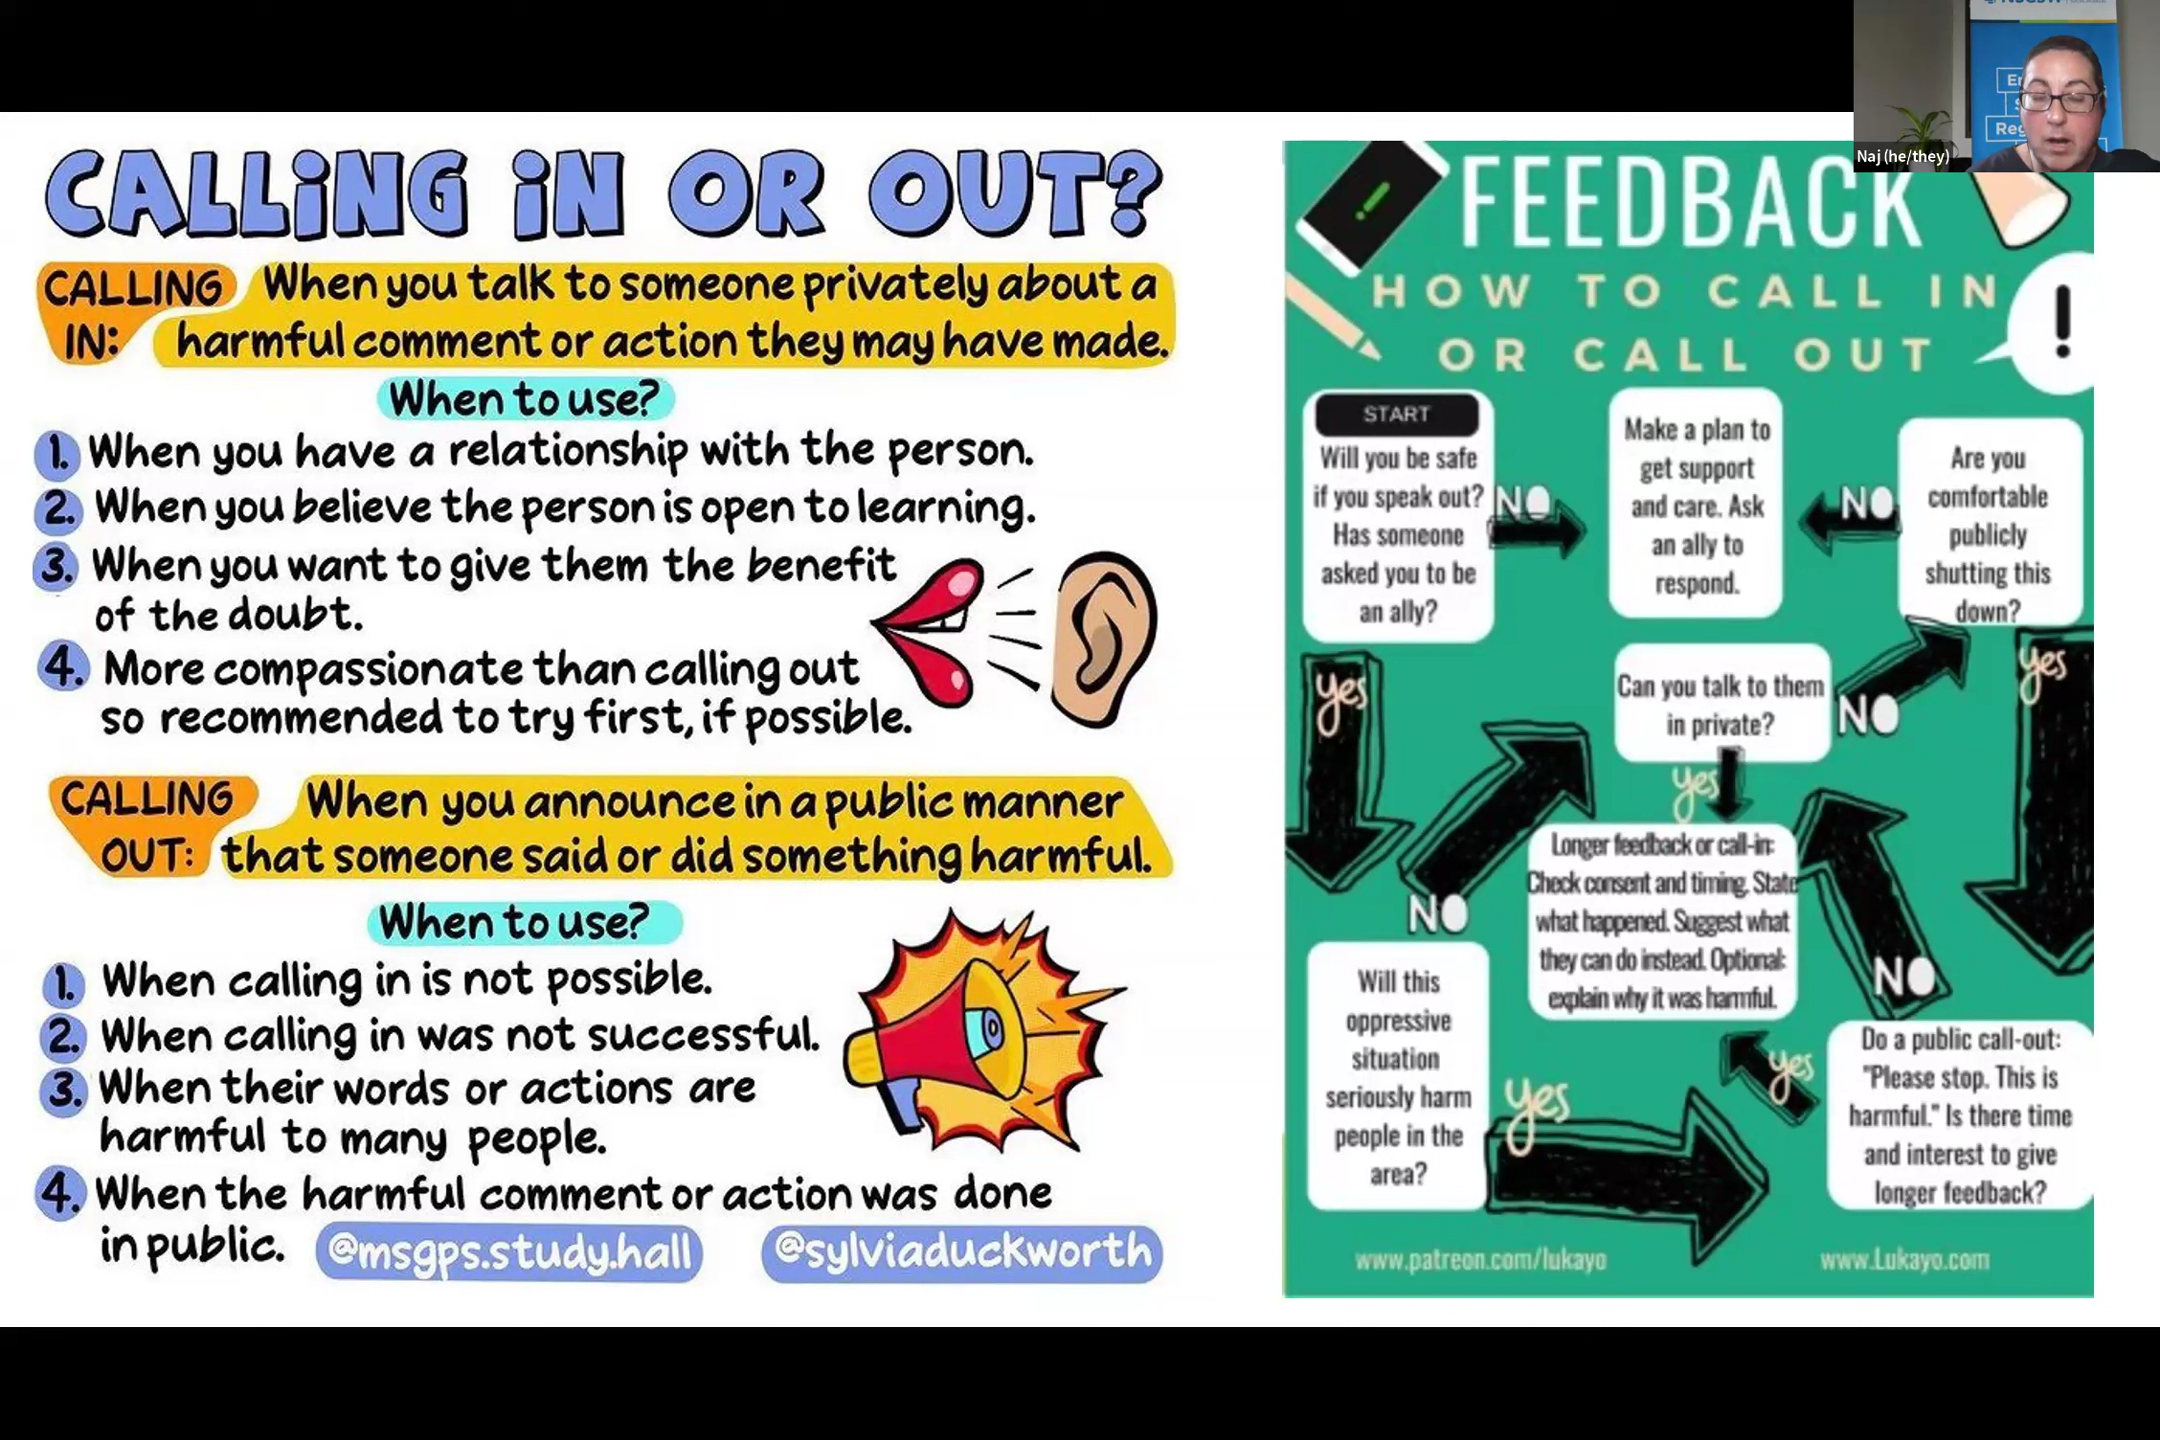 CALLING IN OR OUT?
CALLING
IN:
When you talk to someone privately about a
harmful comment or action they may have made.
When to use?
1. When you have a relationship with the person.
2. When you believe the person is open to learning.
3. When you want to give them the benefit
of the doubt.
4. More compassionate than calling out
so recommended to try first, if possible.
CALLING
OUT:
When you announce in a public manner
that someone said or did something harmful.
When to use?
1. When calling in is not possible.
2. When calling in was not successful.
3. When their words or actions are
harmful to many people.
4. When the harmful comment or action was done
in public.
@msgps.study.hall
@sylviaduckworth
Naj (he/they)
FEEDBACK
HOW TO CALL IN
OR CALL OUT
!
!
START
Will you be safe
if you speak out?
Has someone
asked you to be
an ally?
NO
Make a plan to
get support
and care. Ask
an ally to
respond.
NO
Are you
comfortable
publicly
shutting this
down?
yes
yes
Can you talk to them
in private?
NO
yes
Longer feedback or call-in:
Check consent and timing. State
what happened. Suggest what
they can do instead. Optional:
explain why it was harmful.
NO
NO
Will this
oppressive
situation
seriously harm
people in the
area?
yes
yes
Do a public call-out:
"Please stop. This is
harmful." Is there time
and interest to give
longer feedback?
www.patreon.com/lukayo
www.Lukayo.com